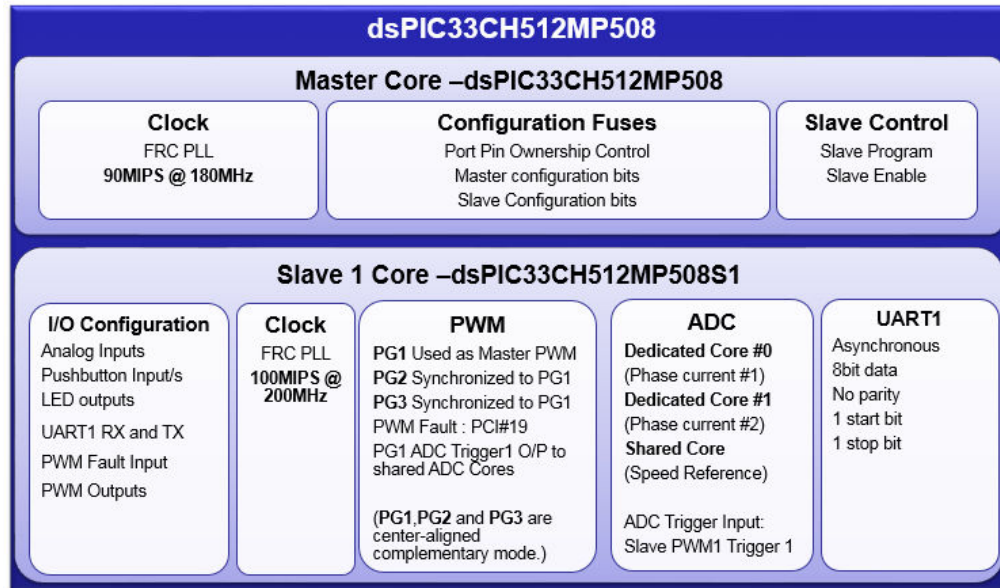 dsPIC33CH512MP508
Master Core –dsPIC33CH512MP508
Clock
FRC PLL
90MIPS @ 180MHz
Configuration Fuses
Port Pin Ownership Control
Master configuration bits
Slave Configuration bits
Slave Control
Slave Program
Slave Enable
Slave 1 Core –dsPIC33CH512MP508S1
I/O Configuration
Analog Inputs
Pushbutton Input/s
LED outputs
UART1 RX and TX
PWM Fault Input
PWM Outputs
Clock
FRC PLL
100MIPS @
200MHz
PWM
PG1 Used as Master PWM
PG2 Synchronized to PG1
PG3 Synchronized to PG1
PWM Fault : PCI#19
PG1 ADC Trigger1 O/P to
shared ADC Cores
(PG1,PG2 and PG3 are
center-aligned
complementary mode.)
ADC
Dedicated Core #0
(Phase current #1)
Dedicated Core #1
(Phase current #2)
Shared Core
(Speed Reference)
ADC Trigger Input:
Slave PWM1 Trigger 1
UART1
Asynchronous
8bit data
No parity
1 start bit
1 stop bit